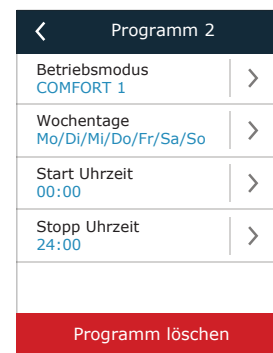 Programm 2
Betriebsmodus
COMFORT 1
Wochentage
Mo/Di/Mi/Do/Fr/Sa/So
Start Uhrzeit
00:00
Stopp Uhrzeit
24:00
Programm löschen